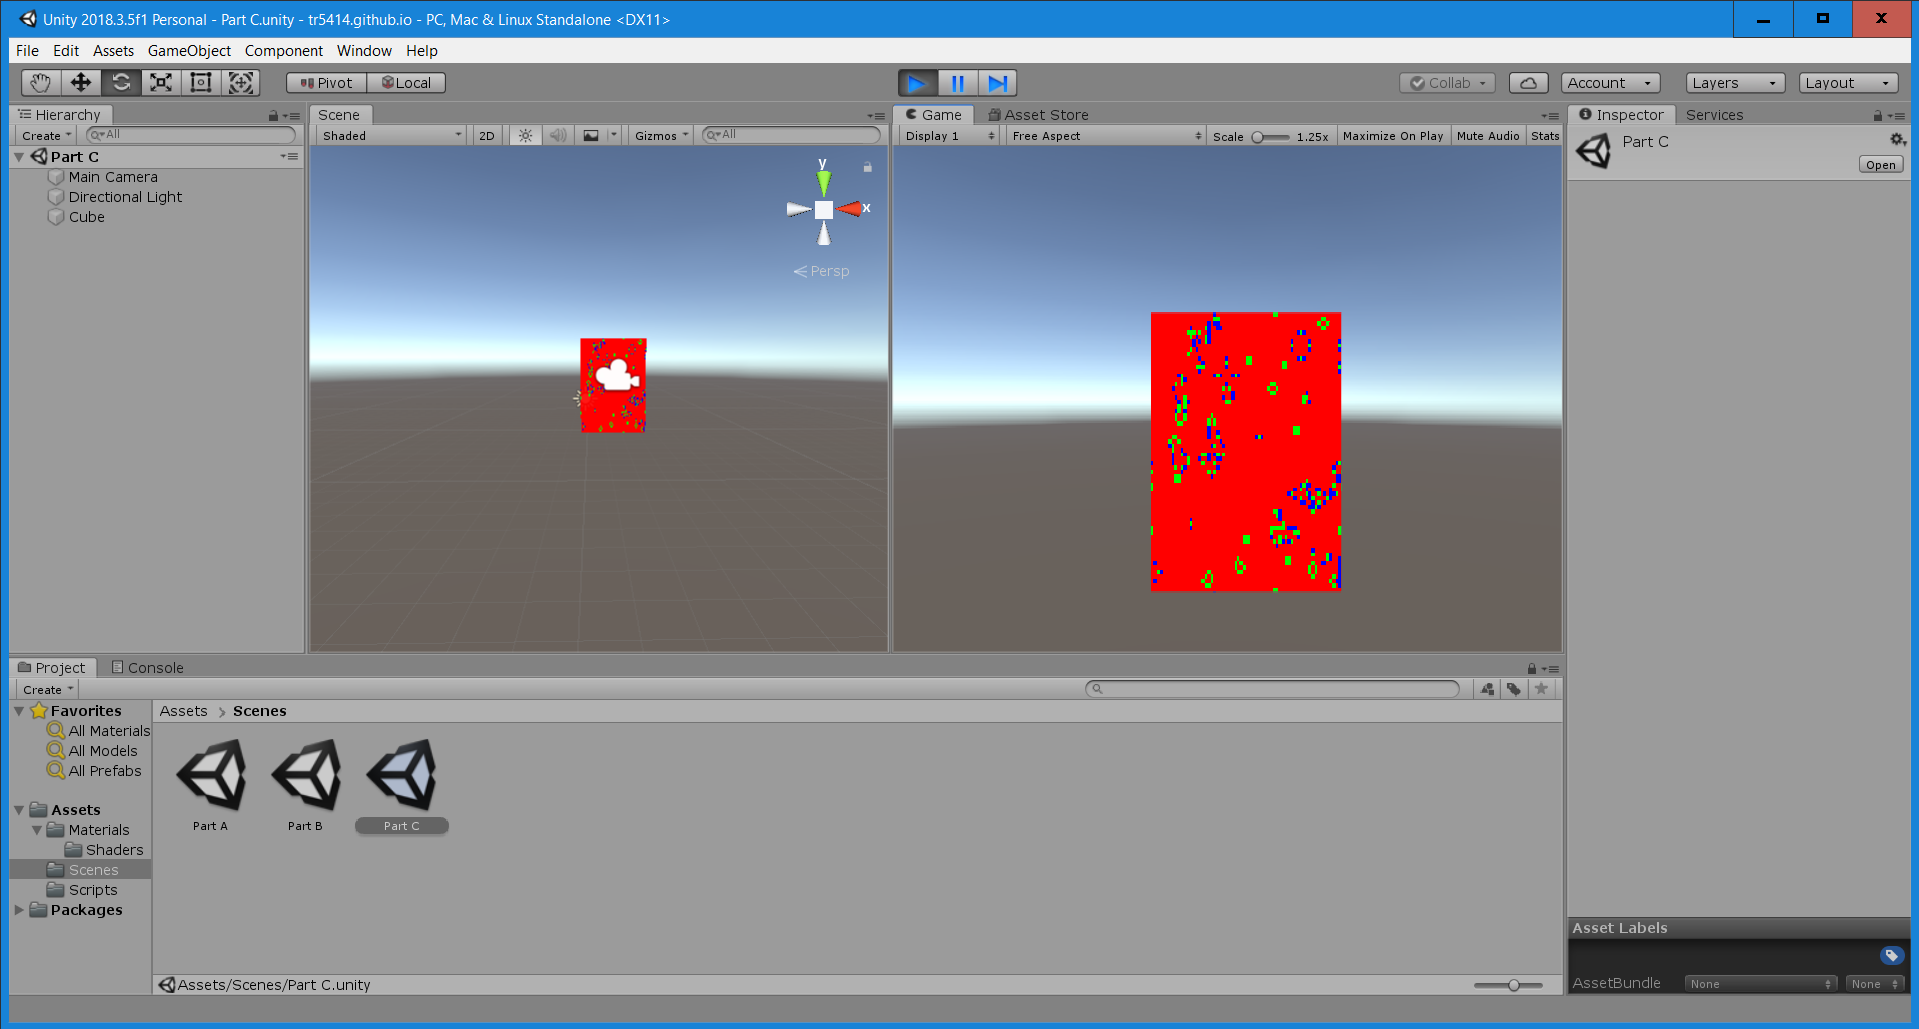 Unity 2018.3.5f1 Personal - Part C.unity - tr5414.github.io - PC, Mac & Linux Standalone <DX11>
File Edit Assets GameObject Component Window Help
Pivot Local Collab Account Layers Layout
Hierarchy Scene Game Asset Store Inspector Services
Create All Shaded 2D Gizmos All Display 1 Free Aspect Scale 1.25x Maximize On Play Mute Audio Stats
Part C
Main Camera
Directional Light
Cube
y
x
Persp
Part C
Open
Project Console
Create
Favorites
All Materials
All Models
All Prefabs
Assets
Materials
Shaders
Scenes
Scripts
Packages
Assets Scenes
Part A Part B Part C
Assets/Scenes/Part C.unity
Asset Labels
AssetBundle None None